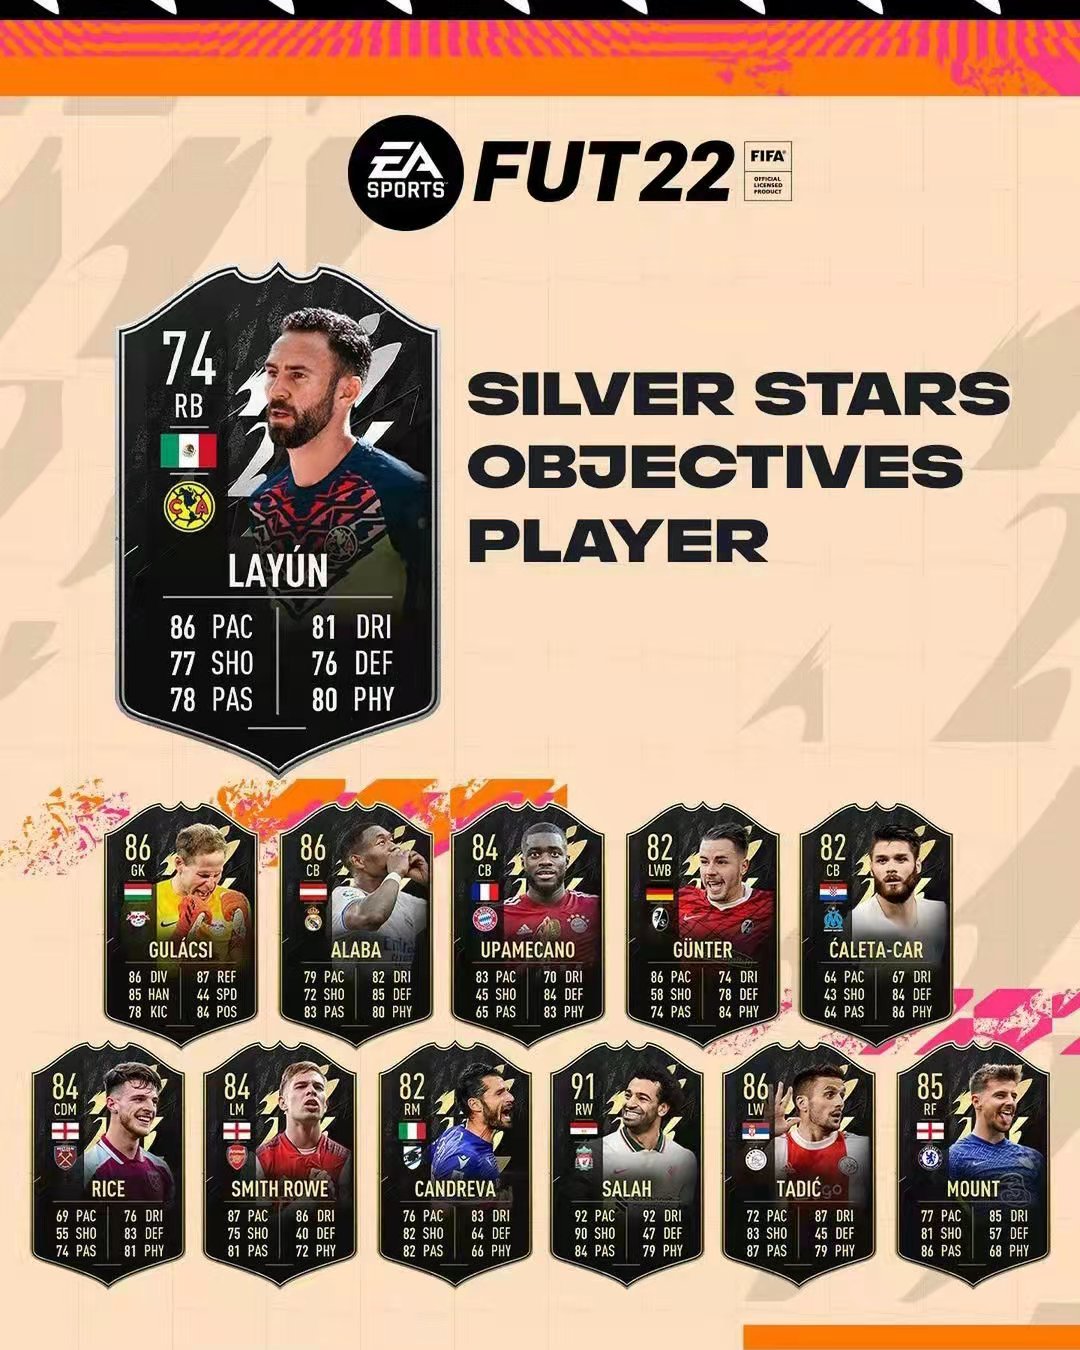 EA
SPORTS
FUT22
FIFA
OFFICIAL
LICENSED
PRODUCT
74
RB
LAYÚN
86 PAC 81 DRI
77 SHO 76 DEF
78 PAS 80 PHY
SILVER STARS
OBJECTIVES
PLAYER
86
GK
GULÁCSI
86 DIV 87 REF
85 HAN 44 SPD
78 KIC 84 POS
86
CB
ALABA
79 PAC 82 DRI
72 SHO 85 DEF
83 PAS 80 PHY
84
CB
UPAMECANO
83 PAC 70 DRI
45 SHO 84 DEF
65 PAS 83 PHY
82
LWB
GÜNTER
86 PAC 74 DRI
58 SHO 78 DEF
74 PAS 84 PHY
82
CB
ĆALETA-CAR
64 PAC 67 DRI
43 SHO 84 DEF
64 PAS 86 PHY
84
CDM
RICE
69 PAC 76 DRI
55 SHO 83 DEF
74 PAS 81 PHY
84
LM
SMITH ROWE
87 PAC 86 DRI
75 SHO 40 DEF
81 PAS 72 PHY
82
RM
CANDREVA
76 PAC 83 DRI
82 SHO 64 DEF
82 PAS 66 PHY
91
RW
SALAH
92 PAC 92 DRI
90 SHO 47 DEF
84 PAS 79 PHY
86
LW
TADIĆ
72 PAC 87 DRI
83 SHO 45 DEF
87 PAS 79 PHY
85
RF
MOUNT
77 PAC 85 DRI
81 SHO 57 DEF
86 PAS 68 PHY